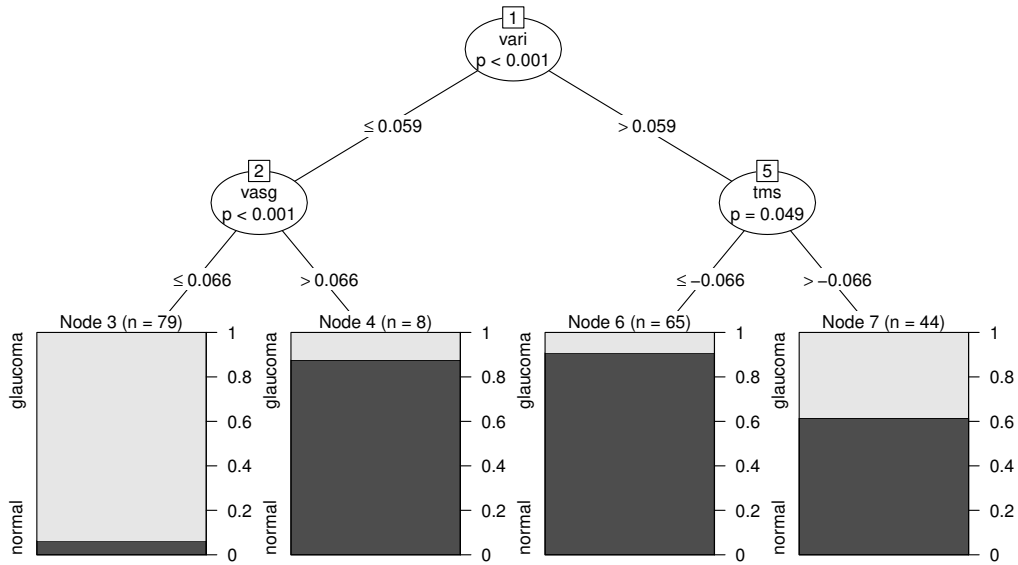 1
vari
p < 0.001
≤ 0.059
> 0.059
2
vasg
p < 0.001
5
tms
p = 0.049
≤ 0.066
> 0.066
≤ −0.066
> −0.066
Node 3 (n = 79)
glaucoma
normal
1
0.8
0.6
0.4
0.2
0
Node 4 (n = 8)
glaucoma
normal
1
0.8
0.6
0.4
0.2
0
Node 6 (n = 65)
glaucoma
normal
1
0.8
0.6
0.4
0.2
0
Node 7 (n = 44)
glaucoma
normal
1
0.8
0.6
0.4
0.2
0